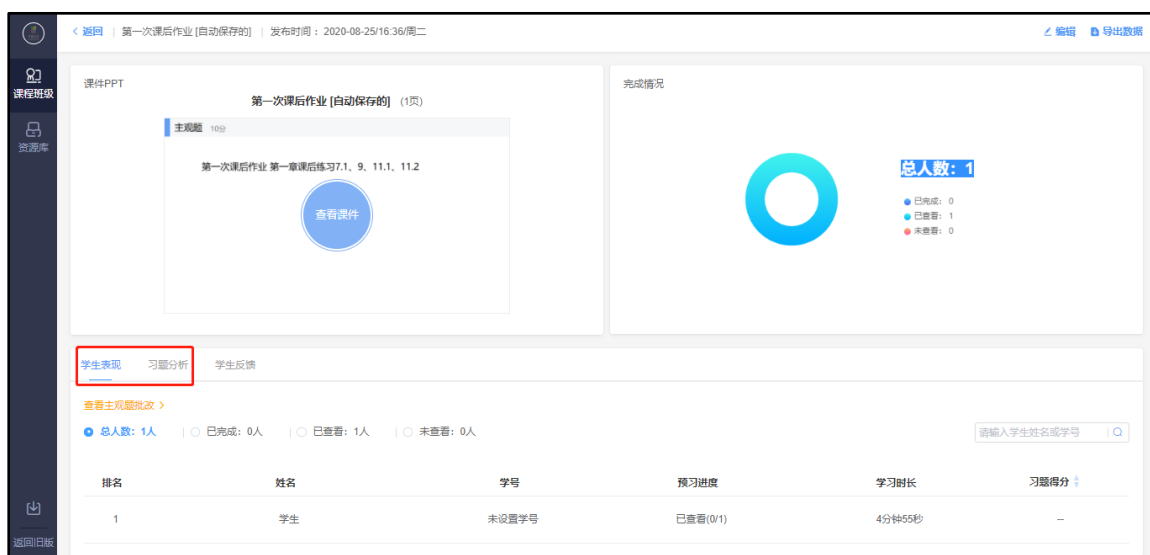 < 返回 | 第一次课后作业 [自动保存的] | 发布时间：2020-08-25/16:36/周二
编辑 导出数据
课程班级
资源库
返回旧版
课件PPT
第一次课后作业 [自动保存的] (1页)
主观题 10分
第一次课后作业 第一章课后练习7.1、9、11.1、11.2
查看课件
完成情况
总人数：1
已完成：0
已查看：1
未查看：0
学生表现 习题分析 学生反馈
查看主观题批改 >
总人数：1人 | 已完成：0人 | 已查看：1人 | 未查看：0人
请输入学生姓名或学号
排名 姓名 学号 预习进度 学习时长 习题得分
1 学生 未设置学号 已查看(0/1) 4分钟55秒 --